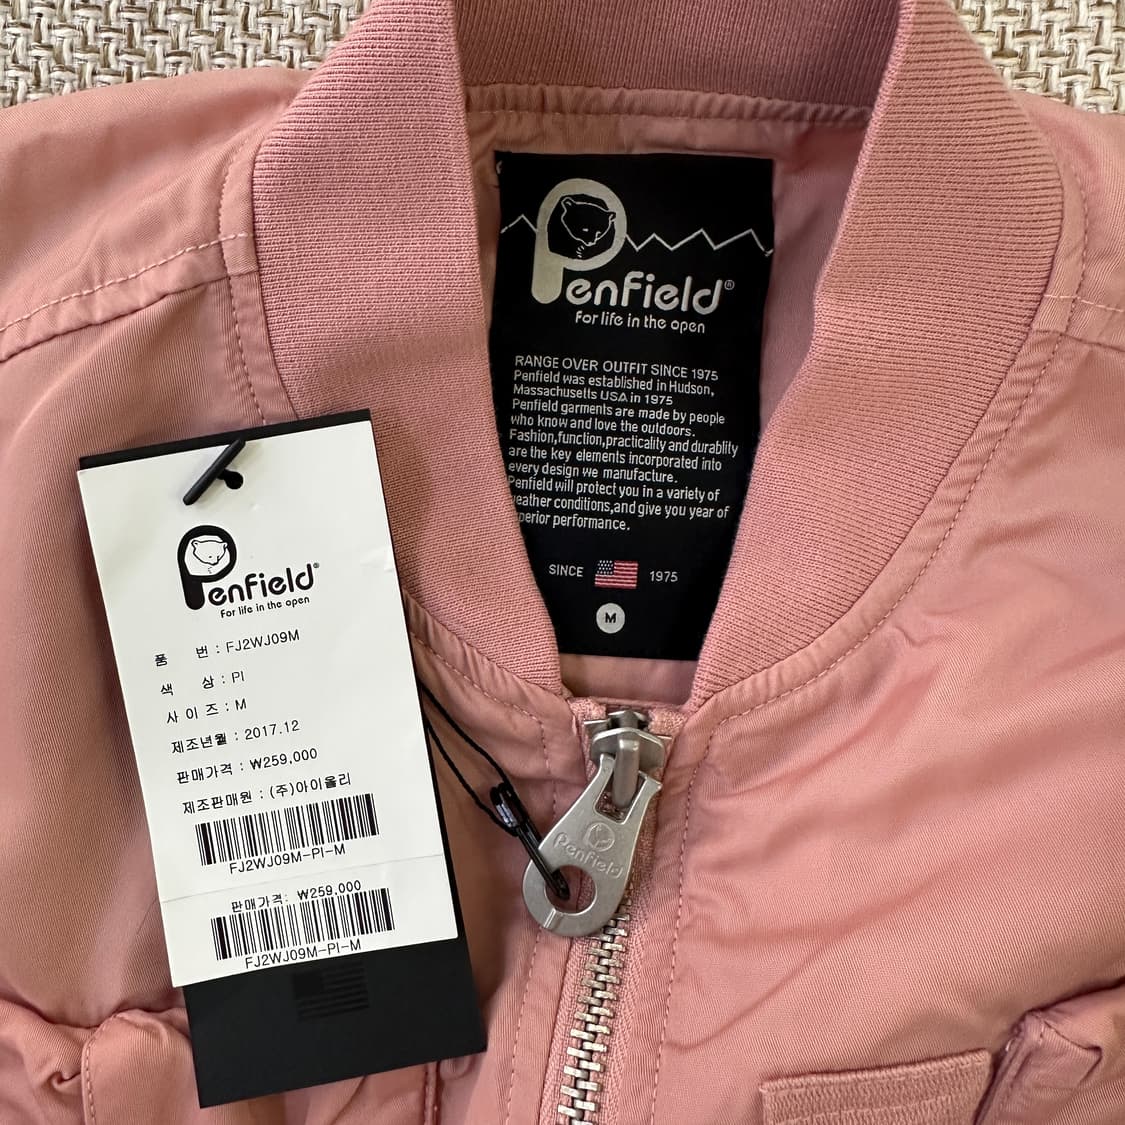 Penfield®
For life in the open
RANGE OVER OUTFIT SINCE 1975
Penfield was established in Hudson,
Massachusetts USA in 1975
Penfield garments are made by people
who know and love the outdoors.
Fashion,function,practicality and durablity
are the key elements incorporated into
every design we manufacture.
Penfield will protect you in a variety of
eather conditions,and give you year of
perior performance.
SINCE 1975
M
Penfield®
For life in the open
품 번 : FJ2WJ09M
색 상 : PI
사 이 즈 : M
제조년월 : 2017.12
판매가격 : ₩259,000
제조판매원 : (주)아이올리
FJ2WJ09M-PI-M
판매가격: ₩259,000
FJ2WJ09M-PI-M
Penfield